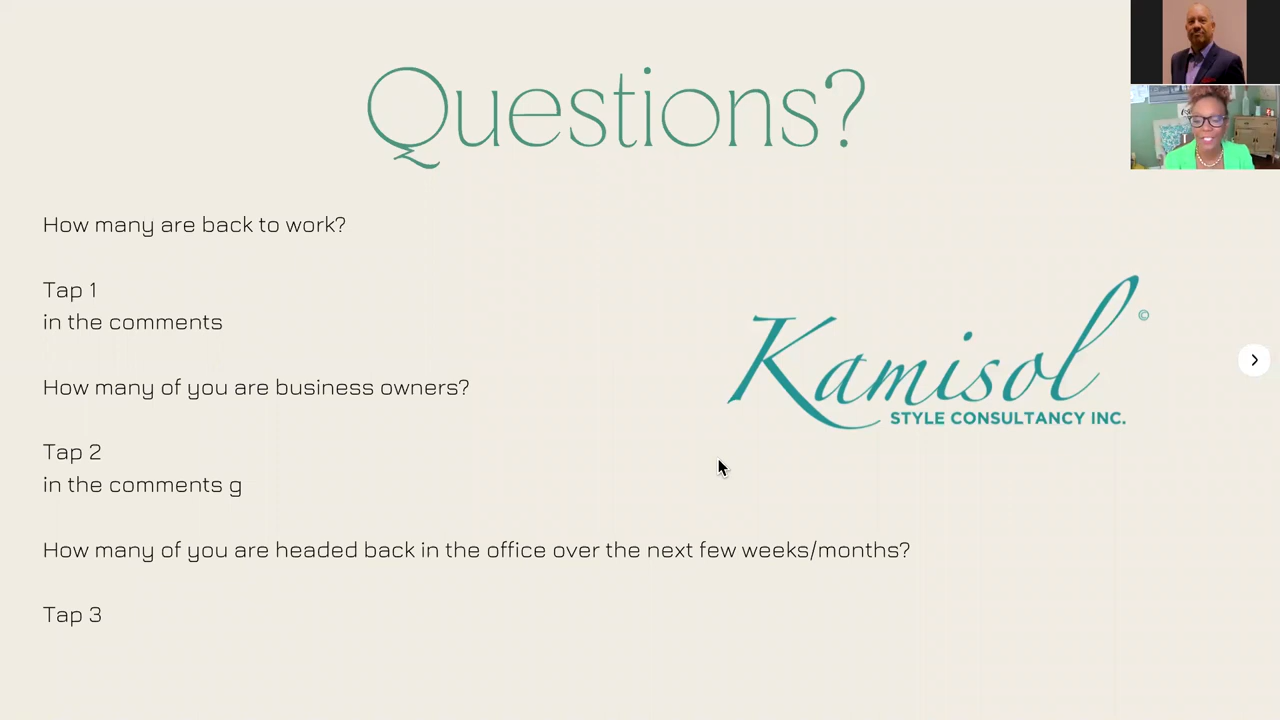 Questions?
How many are back to work?
Tap 1
in the comments
How many of you are business owners?
Tap 2
in the comments g
How many of you are headed back in the office over the next few weeks/months?
Tap 3
Kamisol ©
STYLE CONSULTANCY INC.